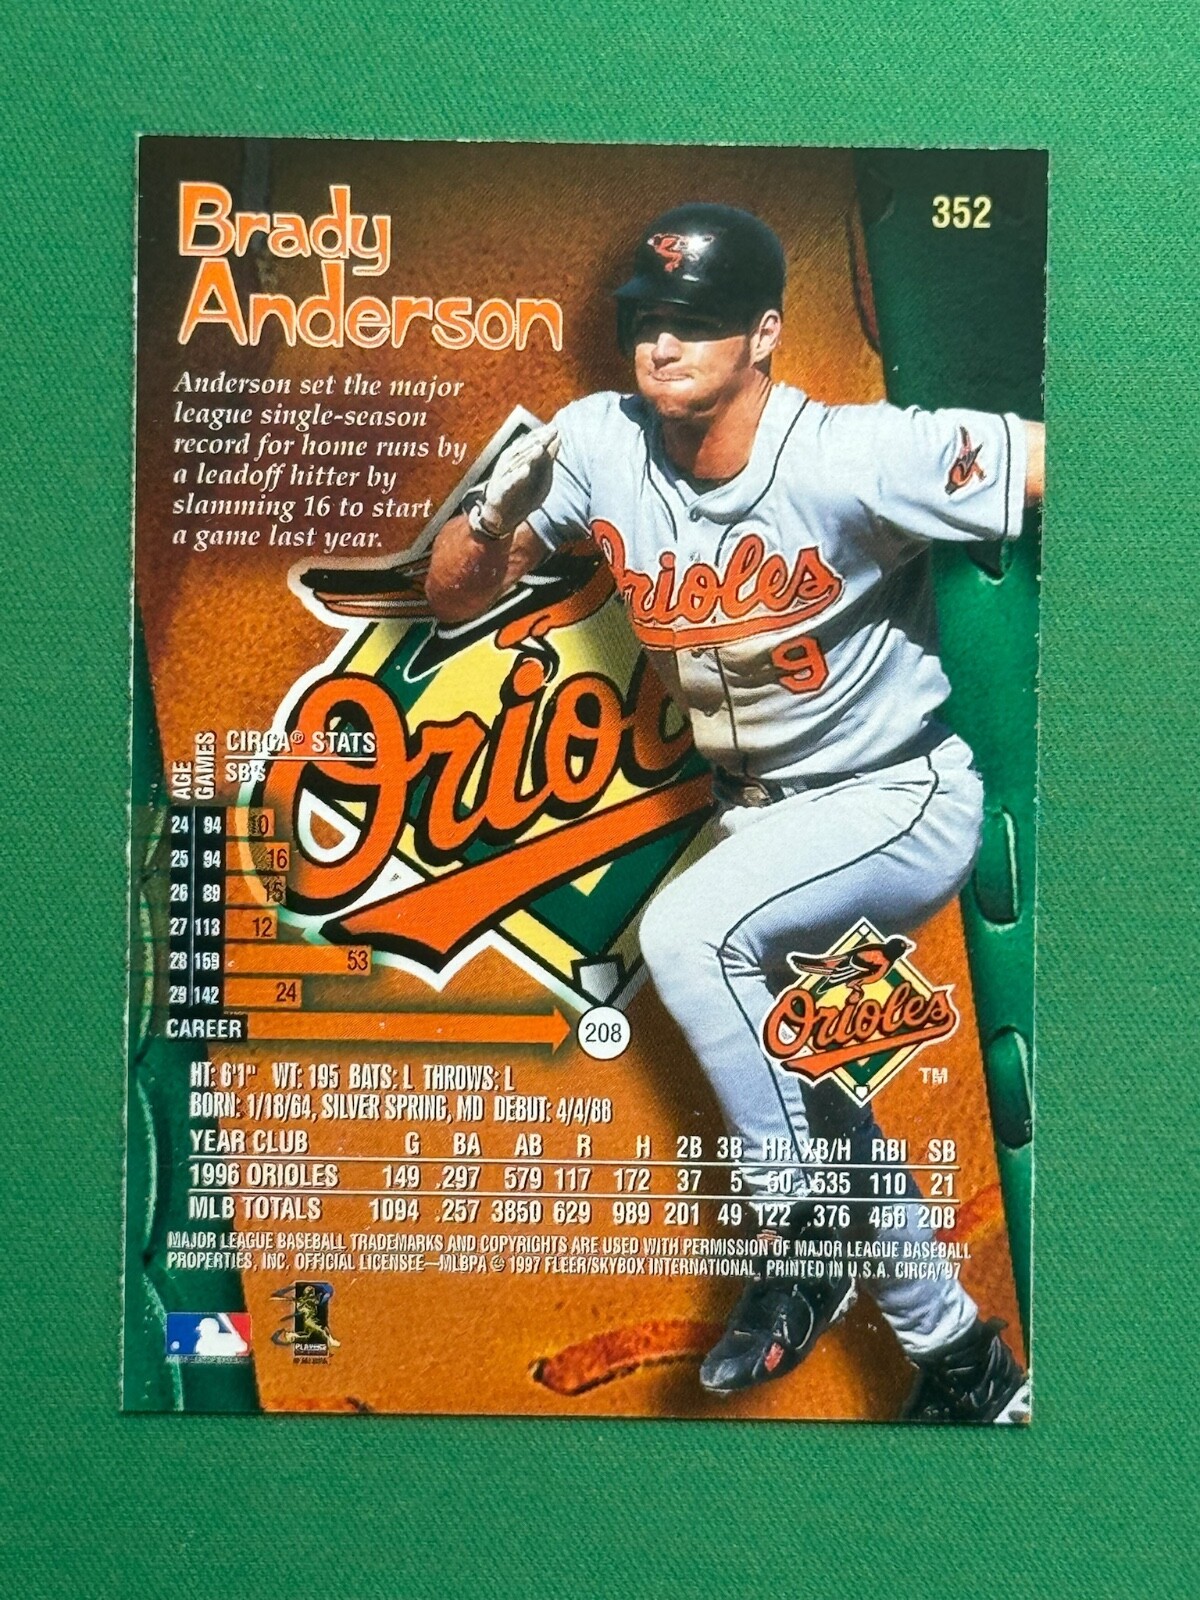 352
Brady
Anderson
Anderson set the major
league single-season
record for home runs by
a leadoff hitter by
slamming 16 to start
a game last year.
Orioles
9
Oriol
AGE GAMES CIRCA® STATS
SB's
24 94 10
25 94 16
26 89 15
27 113 12
28 159 53
29 142 24
CAREER 208
Orioles
TM
HT: 6'1" WT: 195 BATS: L THROWS: L
BORN: 1/18/64, SILVER SPRING, MD DEBUT: 4/4/88
YEAR CLUB G BA AB R H 2B 3B HR XB/H RBI SB
1996 ORIOLES 149 .297 579 117 172 37 5 50 .535 110 21
MLB TOTALS 1094 .257 3850 629 989 201 49 122 .376 456 208
MAJOR LEAGUE BASEBALL TRADEMARKS AND COPYRIGHTS ARE USED WITH PERMISSION OF MAJOR LEAGUE BASEBALL
PROPERTIES, INC. OFFICIAL LICENSEE—MLBPA © 1997 FLEER/SKYBOX INTERNATIONAL. PRINTED IN U.S.A. CIRCA/'97
PLAYERS